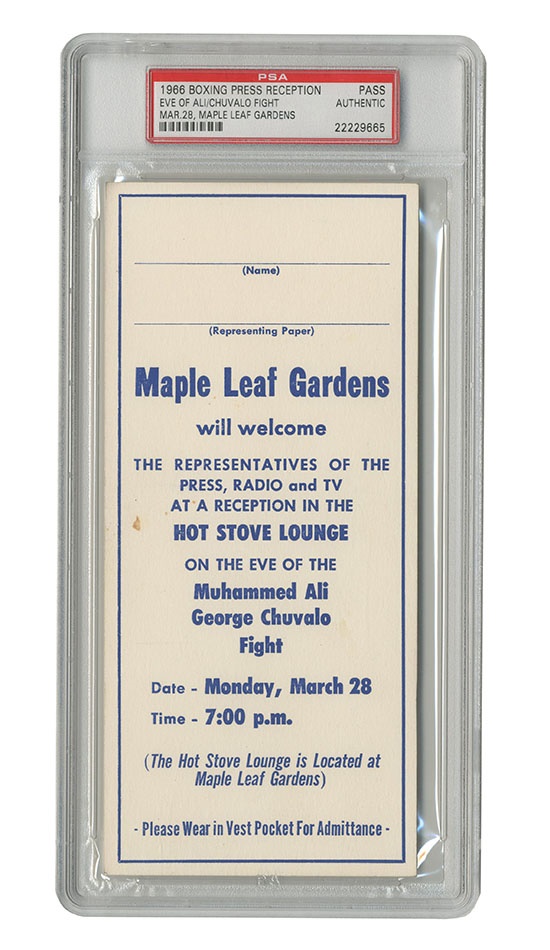 PSA
1966 BOXING PRESS RECEPTION PASS
EVE OF ALI/CHUVALO FIGHT AUTHENTIC
MAR.28, MAPLE LEAF GARDENS
22229665
(Name)
(Representing Paper)
Maple Leaf Gardens
will welcome
THE REPRESENTATIVES OF THE
PRESS, RADIO and TV
AT A RECEPTION IN THE
HOT STOVE LOUNGE
ON THE EVE OF THE
Muhammed Ali
George Chuvalo
Fight
Date - Monday, March 28
Time - 7:00 p.m.
(The Hot Stove Lounge is Located at
Maple Leaf Gardens)
- Please Wear in Vest Pocket For Admittance -